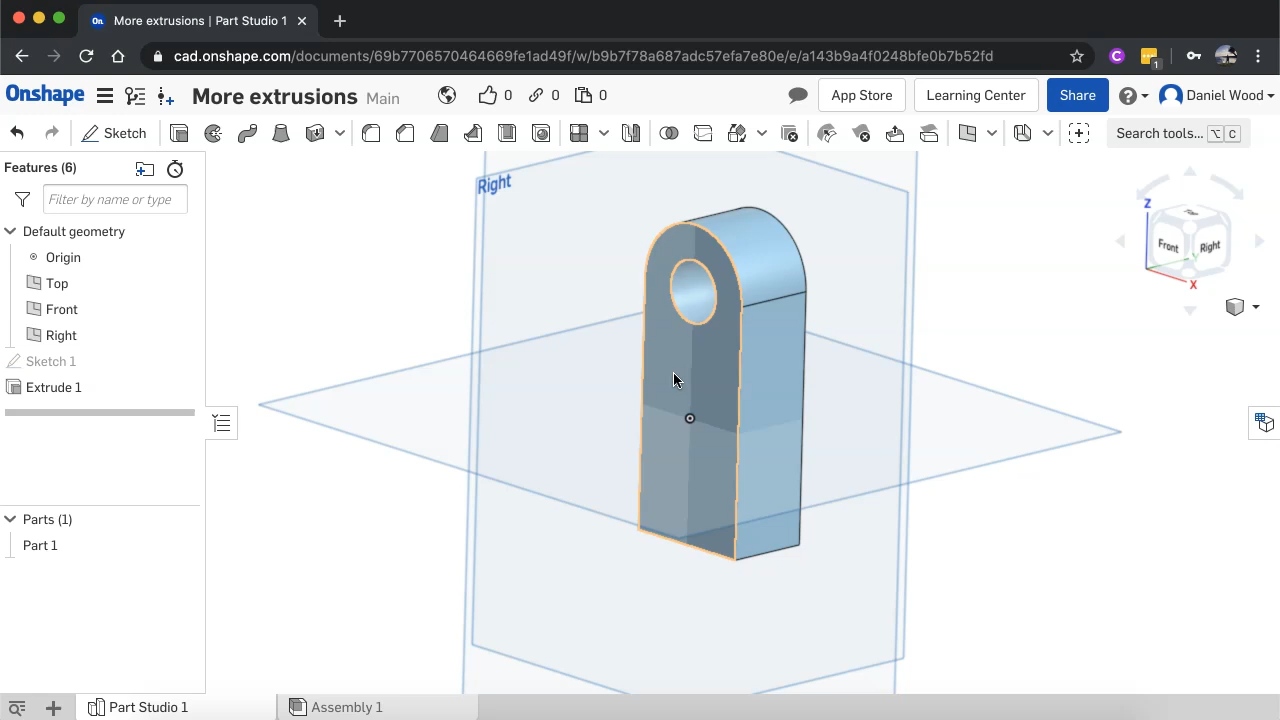 On More extrusions | Part Studio 1
cad.onshape.com/documents/69b7706570464669fe1ad49f/w/b9b7f78a687adc57efa7e80e/e/a143b9a4f0248bfe0b7b52fd C 1
Onshape More extrusions Main 0 0 0 App Store Learning Center Share Daniel Wood
Sketch Search tools... ⌥ C
Features (6)
Filter by name or type
Default geometry
Origin
Top
Front
Right
Sketch 1
Extrude 1
Parts (1)
Part 1
Right
Z
Front Right
X
Part Studio 1 Assembly 1